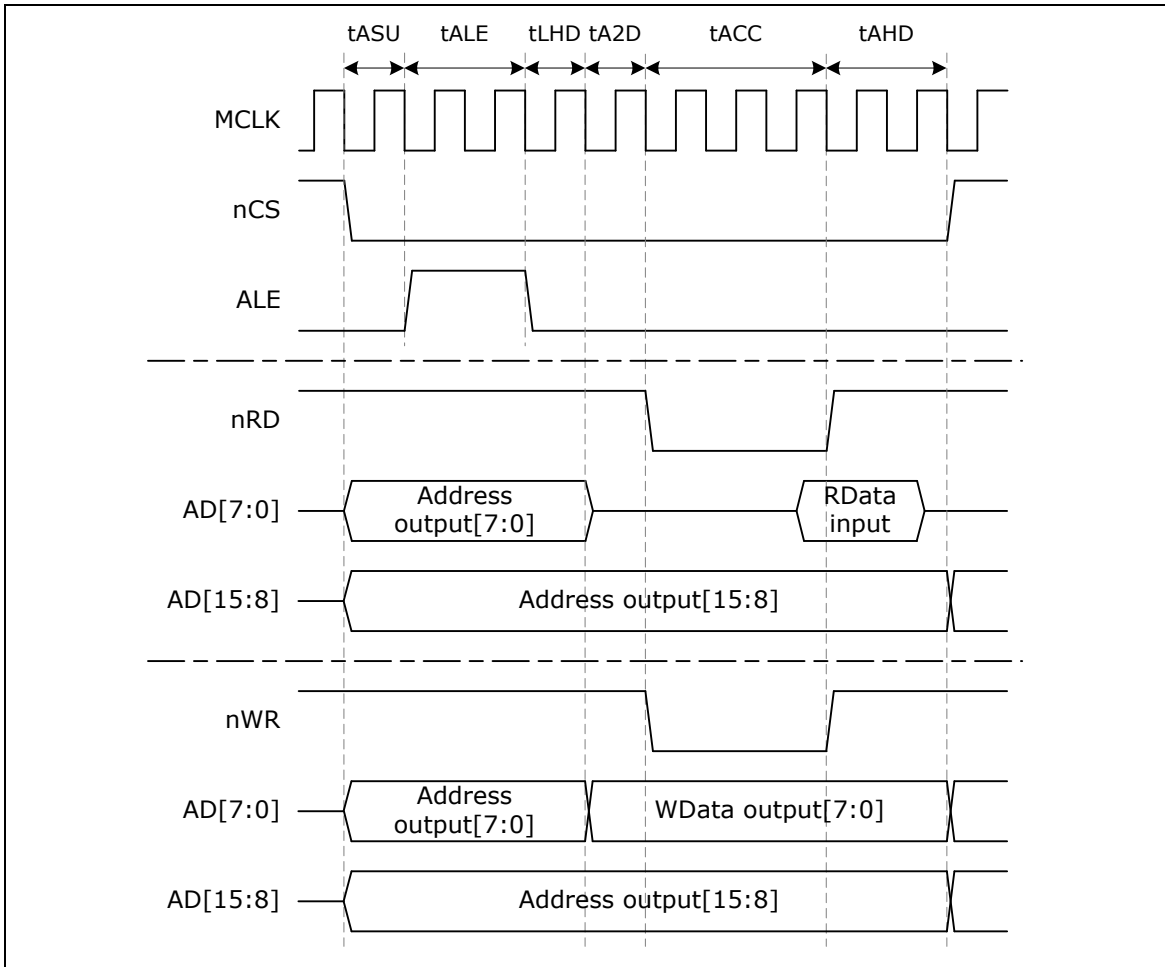 tASU tALE tLHD tA2D tACC tAHD
MCLK
nCS
ALE
nRD
AD[7:0]
Address
output[7:0]
RData
input
AD[15:8]
Address output[15:8]
nWR
AD[7:0]
Address
output[7:0]
WData output[7:0]
AD[15:8]
Address output[15:8]